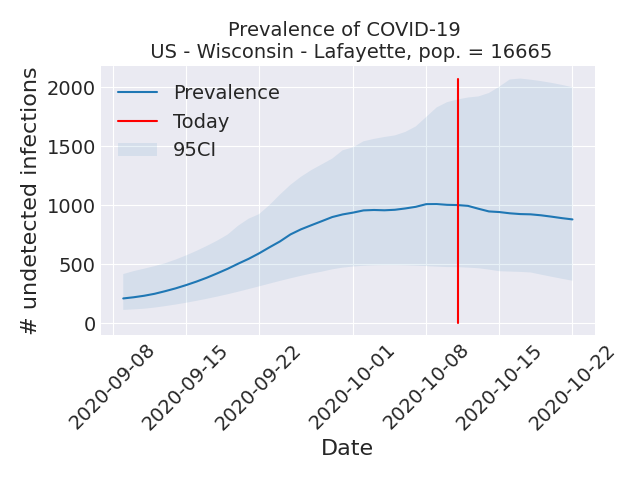 Prevalence of COVID-19
US - Wisconsin - Lafayette, pop. = 16665
# undetected infections
2000
1500
1000
500
0
Prevalence
Today
95CI
2020-09-08
2020-09-15
2020-09-22
2020-10-01
2020-10-08
2020-10-15
2020-10-22
Date